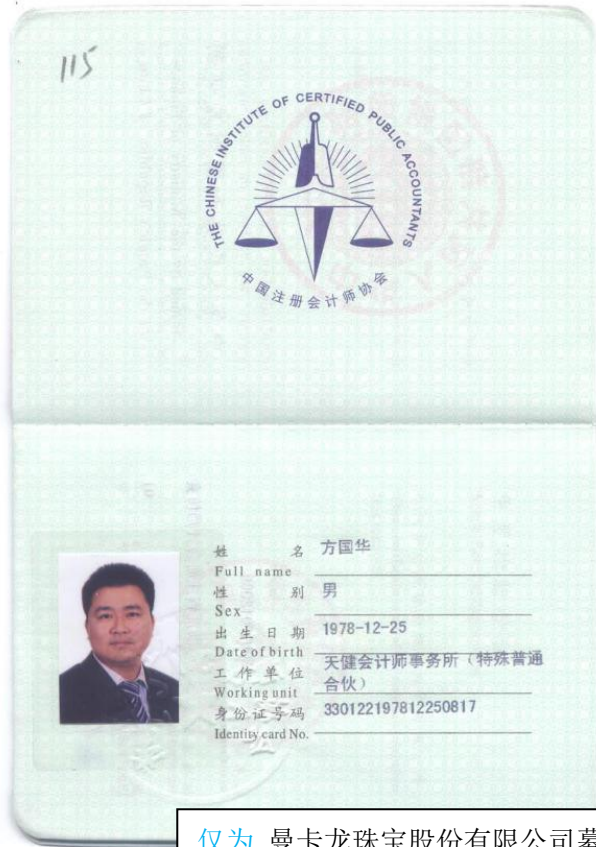 115
THE CHINESE INSTITUTE OF CERTIFIED PUBLIC ACCOUNTANTS
中国注册会计师协会
姓 名 方国华
Full name
性 别 男
Sex
出生日期 1978-12-25
Date of birth
工作单位 天健会计师事务所（特殊普通
Working unit 合伙）
身份证号码 330122197812250817
Identity card No.
仅为 曼卡龙珠宝股份有限公司募